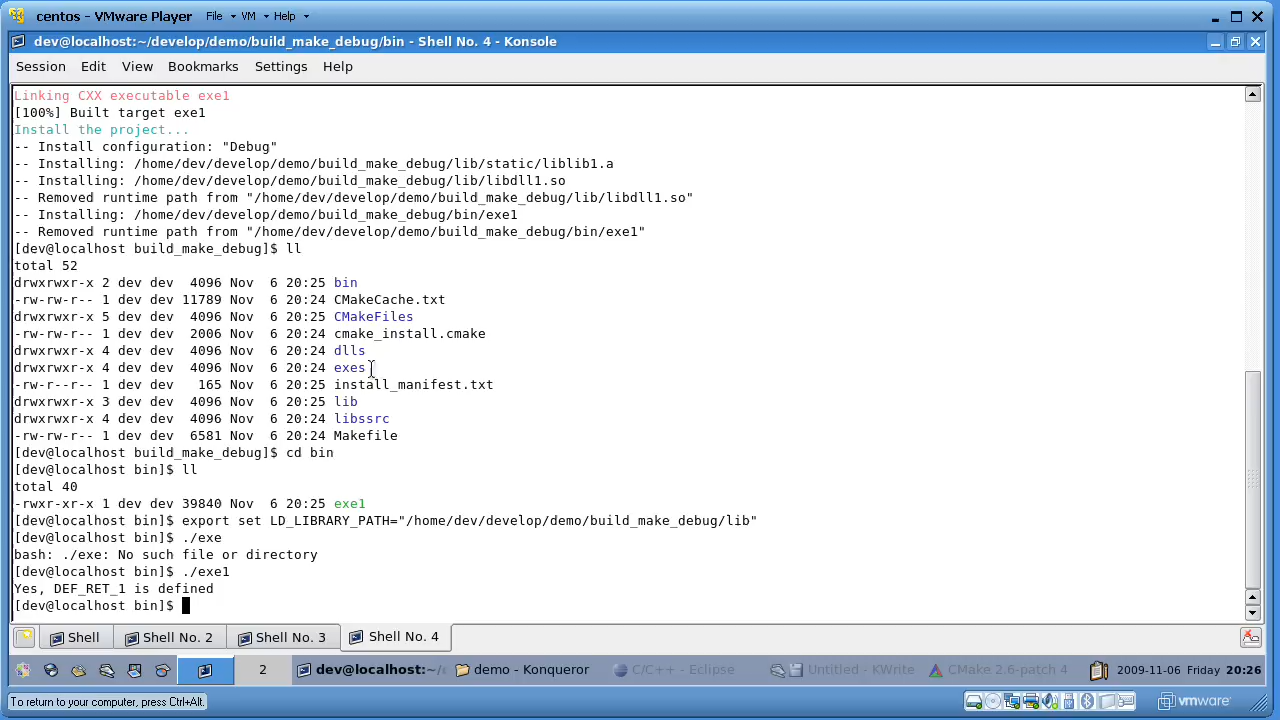 centos - VMware Player File VM Help
dev@localhost:~/develop/demo/build_make_debug/bin - Shell No. 4 - Konsole
Session Edit View Bookmarks Settings Help
Linking CXX executable exe1
[100%] Built target exe1
Install the project...
-- Install configuration: "Debug"
-- Installing: /home/dev/develop/demo/build_make_debug/lib/static/liblib1.a
-- Installing: /home/dev/develop/demo/build_make_debug/lib/libdll1.so
-- Removed runtime path from "/home/dev/develop/demo/build_make_debug/lib/libdll1.so"
-- Installing: /home/dev/develop/demo/build_make_debug/bin/exe1
-- Removed runtime path from "/home/dev/develop/demo/build_make_debug/bin/exe1"
[dev@localhost build_make_debug]$ ll
total 52
drwxrwxr-x 2 dev dev  4096 Nov  6 20:25 bin
-rw-rw-r-- 1 dev dev 11789 Nov  6 20:24 CMakeCache.txt
drwxrwxr-x 5 dev dev  4096 Nov  6 20:25 CMakeFiles
-rw-rw-r-- 1 dev dev  2006 Nov  6 20:24 cmake_install.cmake
drwxrwxr-x 4 dev dev  4096 Nov  6 20:24 dlls
drwxrwxr-x 4 dev dev  4096 Nov  6 20:24 exes
-rw-r--r-- 1 dev dev   165 Nov  6 20:25 install_manifest.txt
drwxrwxr-x 3 dev dev  4096 Nov  6 20:25 lib
drwxrwxr-x 4 dev dev  4096 Nov  6 20:24 libssrc
-rw-rw-r-- 1 dev dev  6581 Nov  6 20:24 Makefile
[dev@localhost build_make_debug]$ cd bin
[dev@localhost bin]$ ll
total 40
-rwxr-xr-x 1 dev dev 39840 Nov  6 20:25 exe1
[dev@localhost bin]$ export set LD_LIBRARY_PATH="/home/dev/develop/demo/build_make_debug/lib"
[dev@localhost bin]$ ./exe
bash: ./exe: No such file or directory
[dev@localhost bin]$ ./exe1
Yes, DEF_RET_1 is defined
[dev@localhost bin]$
Shell Shell No. 2 Shell No. 3 Shell No. 4
2 dev@localhost:~/ demo - Konqueror C/C++ - Eclipse Untitled - KWrite CMake 2.6-patch 4 2009-11-06 Friday 20:26
To return to your computer, press Ctrl+Alt. vmware